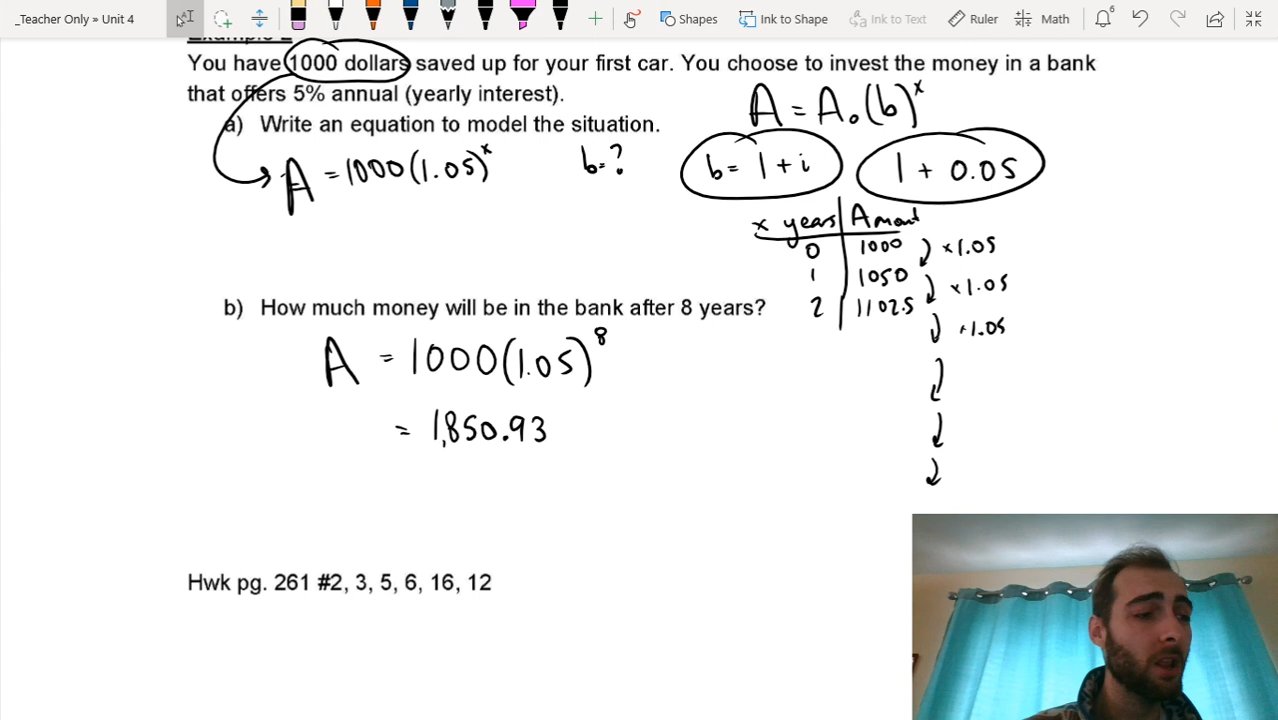 _Teacher Only » Unit 4
Shapes
Ink to Shape
Ink to Text
Ruler
Math
6
Example 2
You have 1000 dollars saved up for your first car. You choose to invest the money in a bank
that offers 5% annual (yearly interest).
A = A₀(b)ˣ
a) Write an equation to model the situation.
A = 1000(1.05)ˣ
b = ?
b = 1 + i
1 + 0.05
x years Amount
0 1000 ×1.05
1 1050 ×1.05
2 1102.5 ×1.05
b) How much money will be in the bank after 8 years?
A = 1000(1.05)⁸
= 1,850.93
Hwk pg. 261 #2, 3, 5, 6, 16, 12